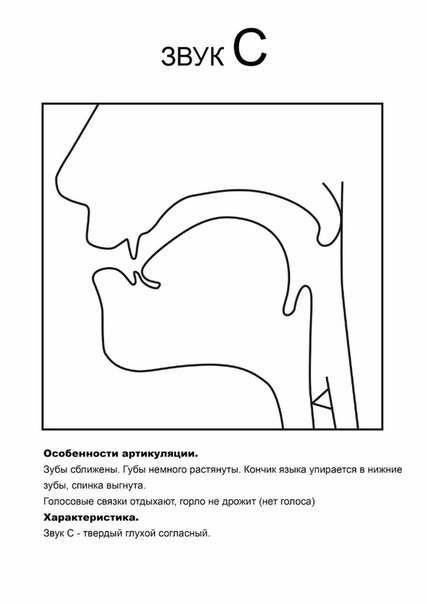 ЗВУК С
Особенности артикуляции.
Зубы сближены. Губы немного растянуты. Кончик языка упирается в нижние
зубы, спинка выгнута.
Голосовые связки отдыхают, горло не дрожит (нет голоса)
Характеристика.
Звук С - твердый глухой согласный.